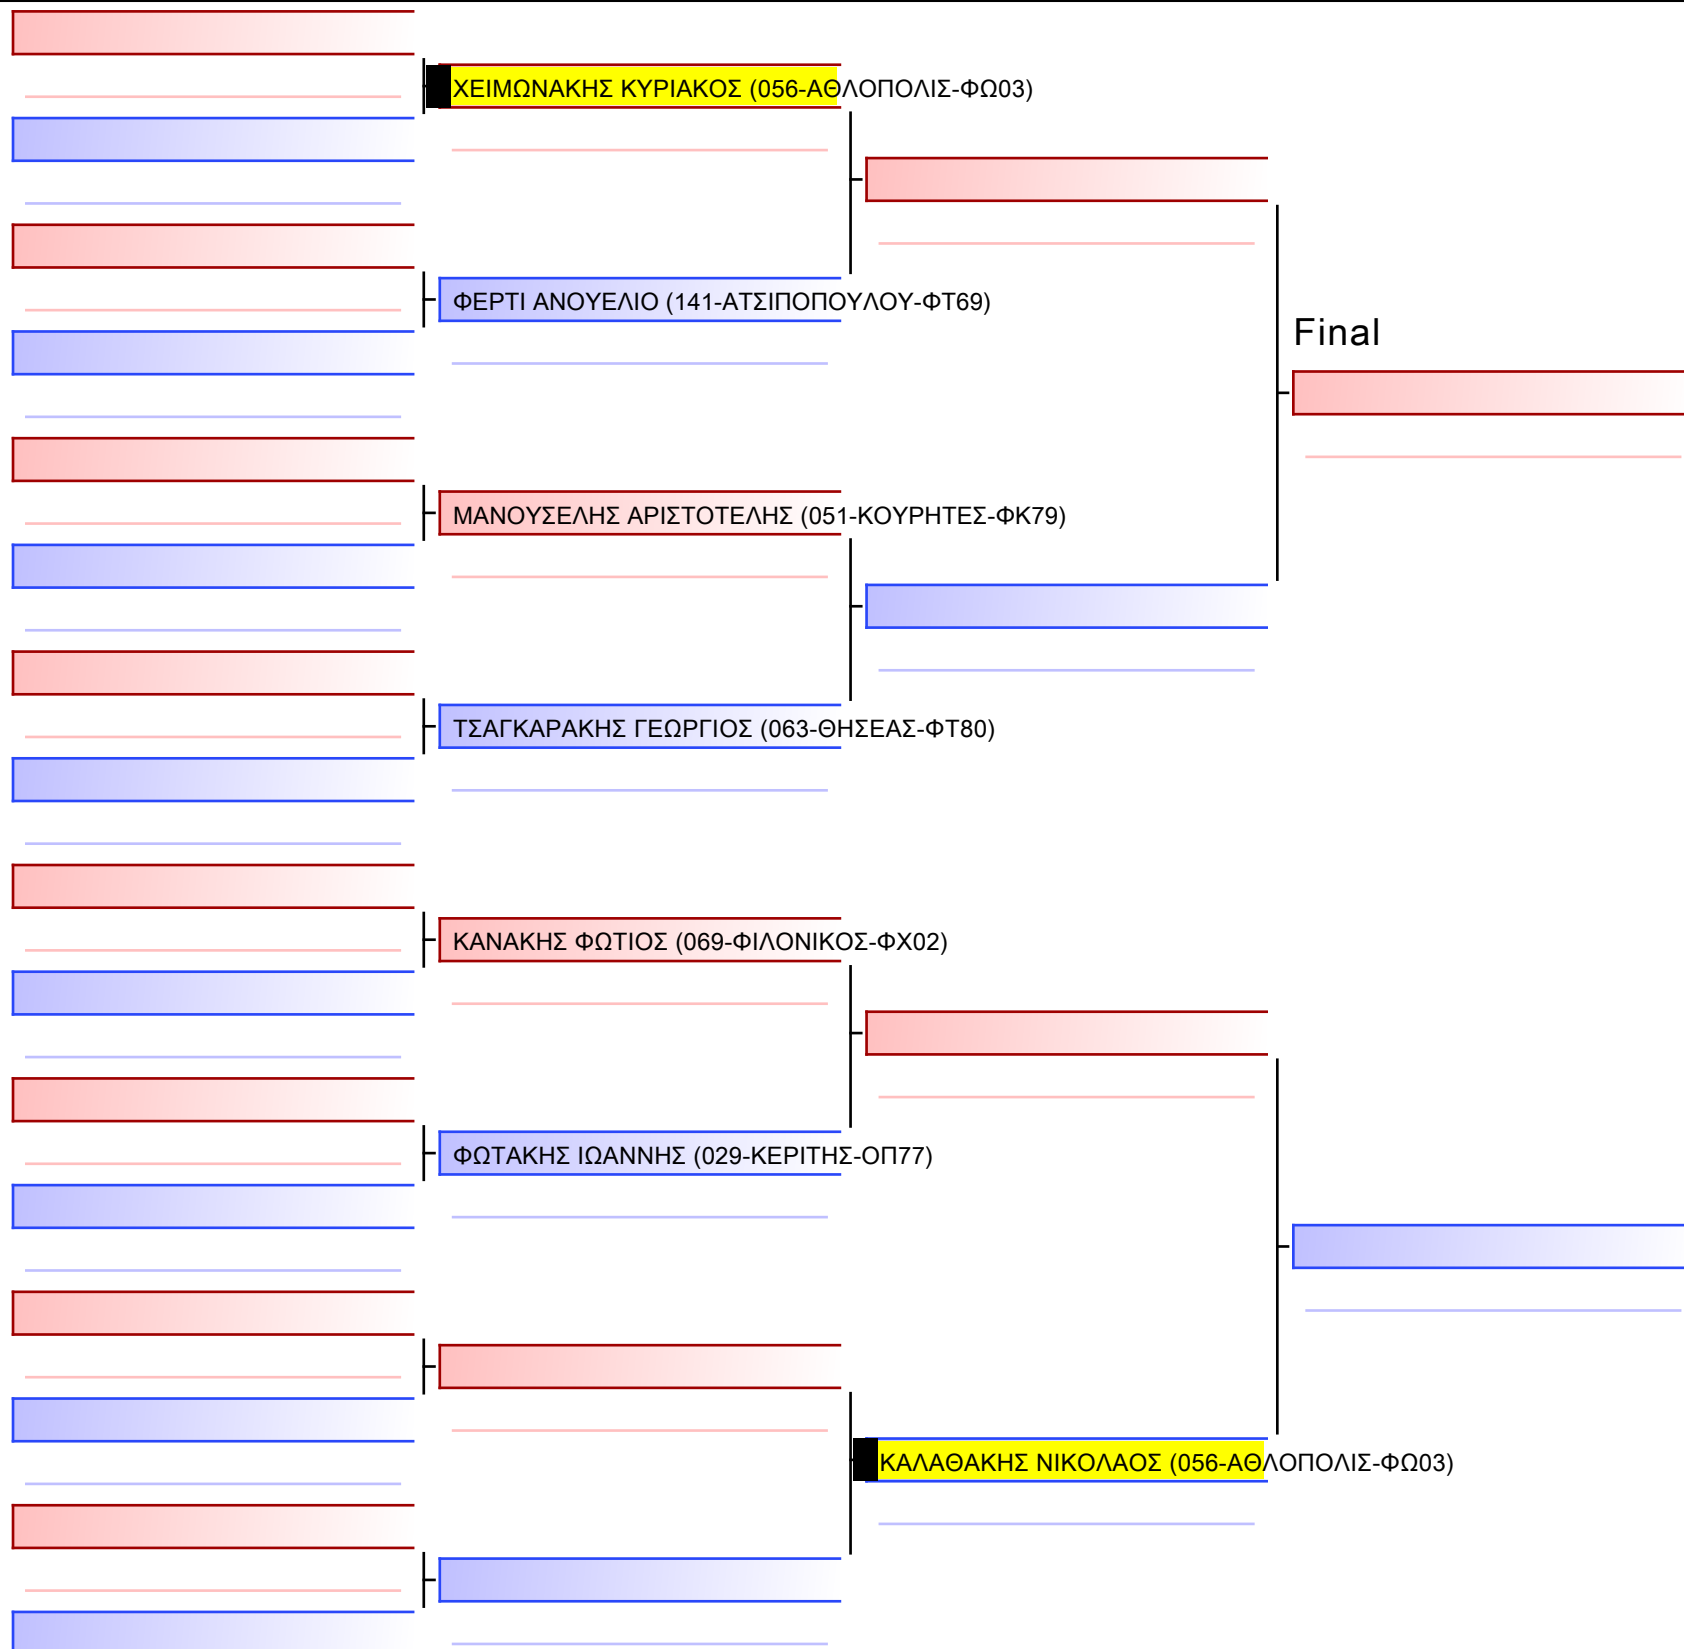 ΧΕΙΜΩΝΑΚΗΣ ΚΥΡΙΑΚΟΣ (056-ΑΘΛΟΠΟΛΙΣ-ΦΩ03)
ΦΕΡΤΙ ΑΝΟΥΕΛΙΟ (141-ΑΤΣΙΠΟΠΟΥΛΟΥ-ΦΤ69)
Final
ΜΑΝΟΥΣΕΛΗΣ ΑΡΙΣΤΟΤΕΛΗΣ (051-ΚΟΥΡΗΤΕΣ-ΦΚ79)
ΤΣΑΓΚΑΡΑΚΗΣ ΓΕΩΡΓΙΟΣ (063-ΘΗΣΕΑΣ-ΦΤ80)
ΚΑΝΑΚΗΣ ΦΩΤΙΟΣ (069-ΦΙΛΟΝΙΚΟΣ-ΦΧ02)
ΦΩΤΑΚΗΣ ΙΩΑΝΝΗΣ (029-ΚΕΡΙΤΗΣ-ΟΠ77)
ΚΑΛΑΘΑΚΗΣ ΝΙΚΟΛΑΟΣ (056-ΑΘΛΟΠΟΛΙΣ-ΦΩ03)